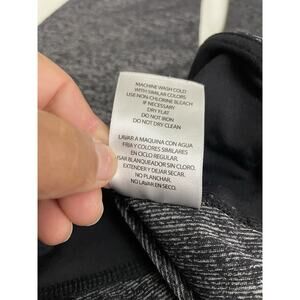 MACHINE WASH COLD
WITH SIMILAR COLORS
USE NON-CHLORINE BLEACH
IF NECESSARY
DRY FLAT
DO NOT IRON
DO NOT DRY CLEAN
LAVAR A MAQUINA CON AGUA
FRIA Y COLORES SIMILARES
EN CICLO REGULAR.
USAR BLANQUEADOR SIN CLORO.
EXTENDER Y DEJAR SECAR.
NO PLANCHAR.
NO LAVAR EN SECO.